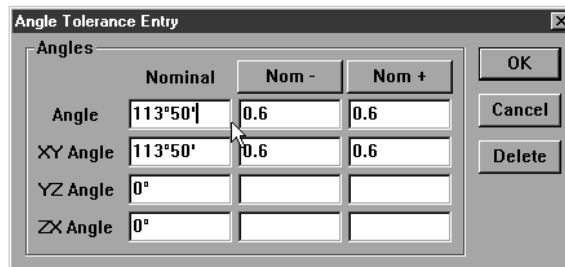 Angle Tolerance Entry
Angles
Nominal Nom - Nom +
Angle 113°50' 0.6 0.6
XY Angle 113°50' 0.6 0.6
YZ Angle 0°
ZX Angle 0°
OK
Cancel
Delete